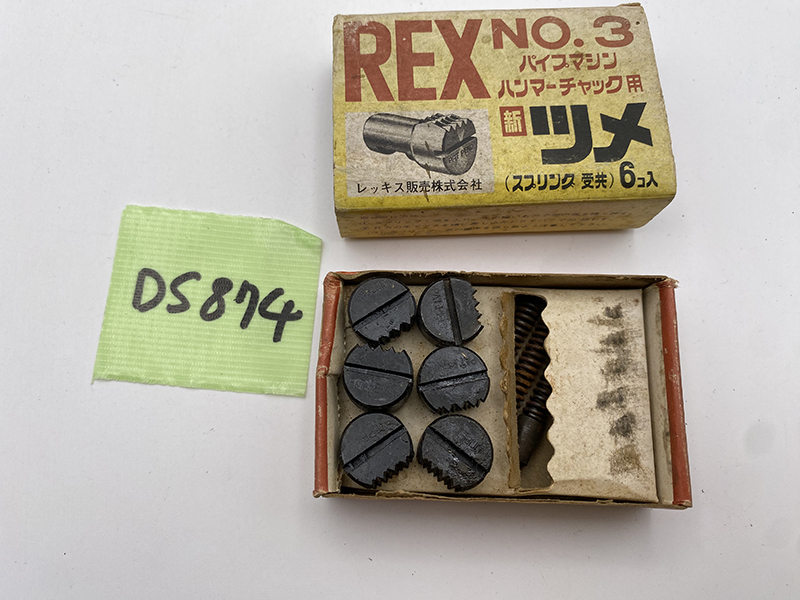 REX NO.3
パイプマシン
ハンマーチャック用
新 ツメ
(スプリング 受共) 6コ入
レッキス販売株式会社
DS874